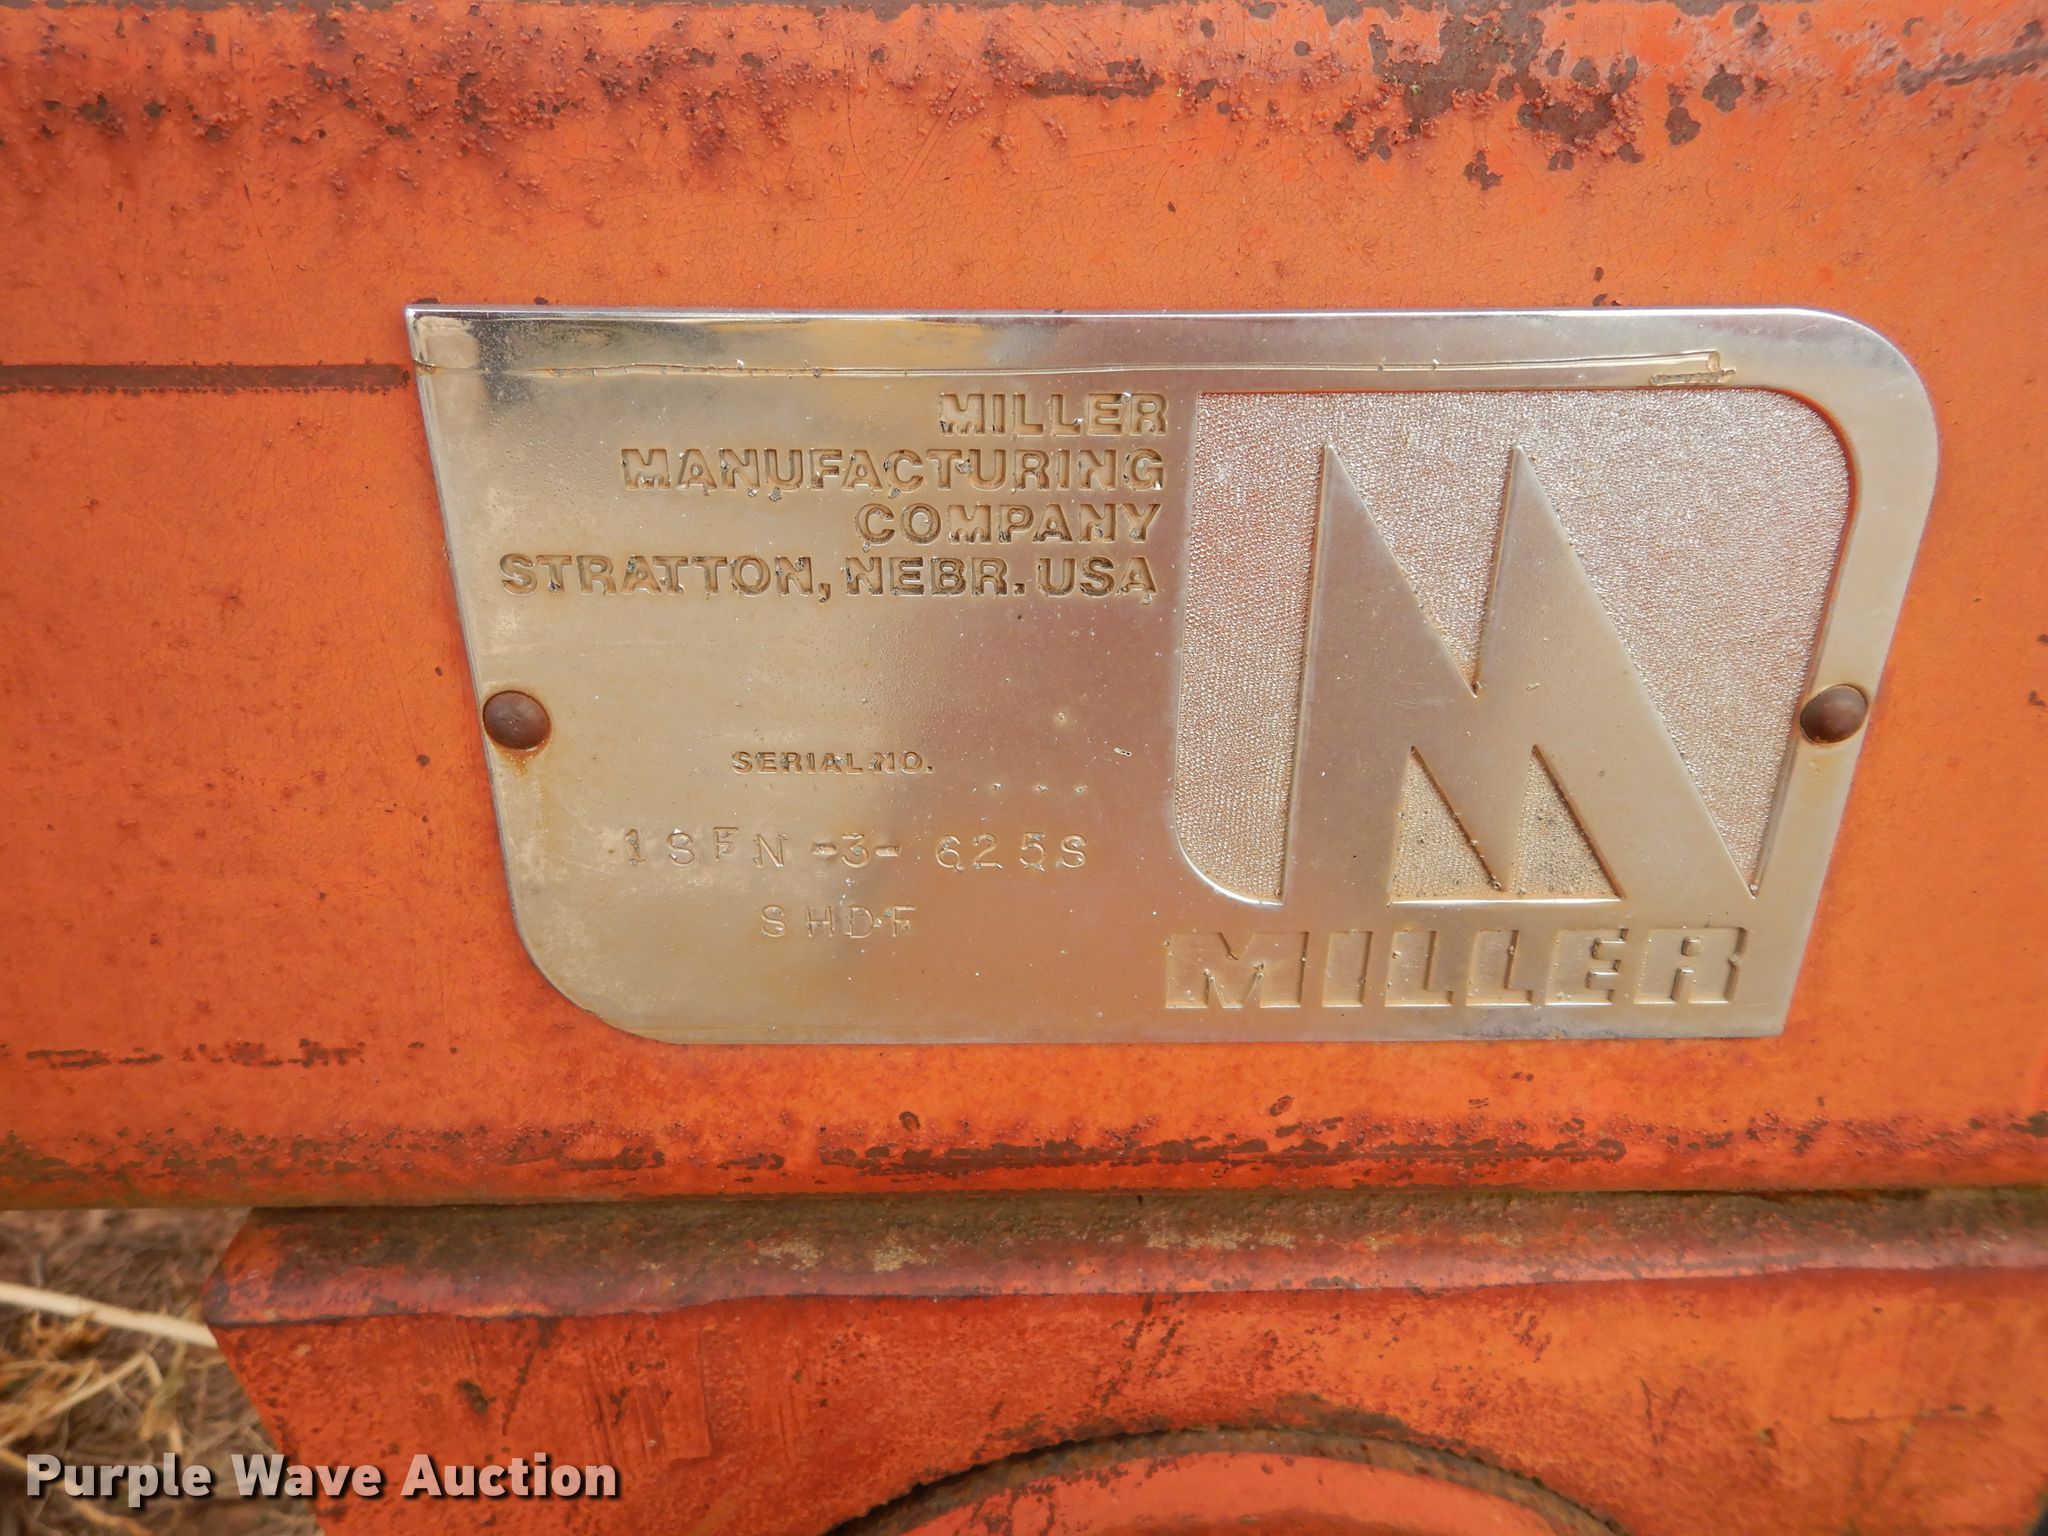 MILLER
MANUFACTURING
COMPANY
STRATTON, NEBR. USA
SERIAL NO.
1SFN-3-625S
SHDF
MILLER
Purple Wave Auction